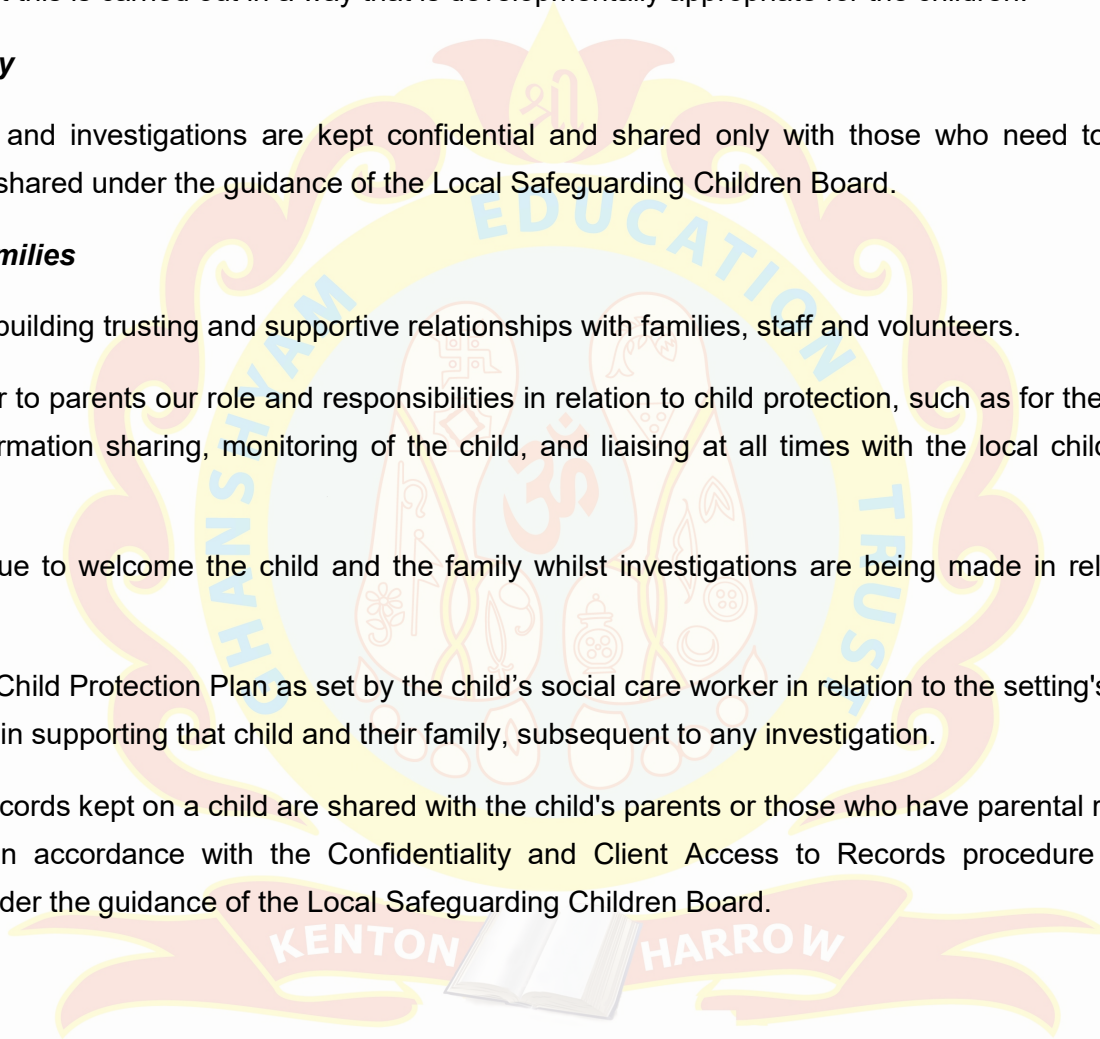 this is carried out in a way that is developmentally appropriate for the children.
y
and investigations are kept confidential and shared only with those who need to
shared under the guidance of the Local Safeguarding Children Board.
milies
building trusting and supportive relationships with families, staff and volunteers.
r to parents our role and responsibilities in relation to child protection, such as for the
rmation sharing, monitoring of the child, and liaising at all times with the local chil
ue to welcome the child and the family whilst investigations are being made in rel
Child Protection Plan as set by the child’s social care worker in relation to the setting's
in supporting that child and their family, subsequent to any investigation.
cords kept on a child are shared with the child's parents or those who have parental r
n accordance with the Confidentiality and Client Access to Records procedure
der the guidance of the Local Safeguarding Children Board.
श्री
GHANSHYAM EDUCATION TRUST
ॐ
KENTON HARROW